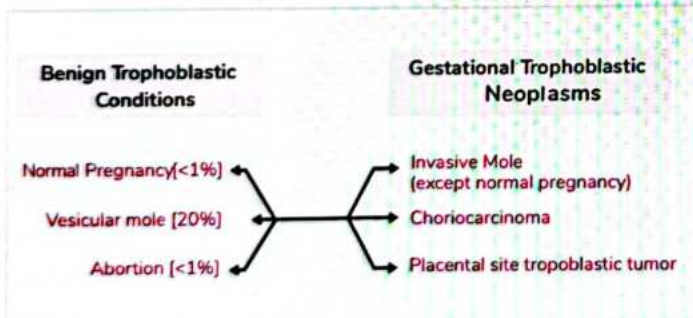 Benign Trophoblastic
Conditions
Gestational Trophoblastic
Neoplasms
Normal Pregnancy[<1%]
Vesicular mole [20%]
Abortion [<1%]
Invasive Mole
(except normal pregnancy)
Choriocarcinoma
Placental site tropoblastic tumor